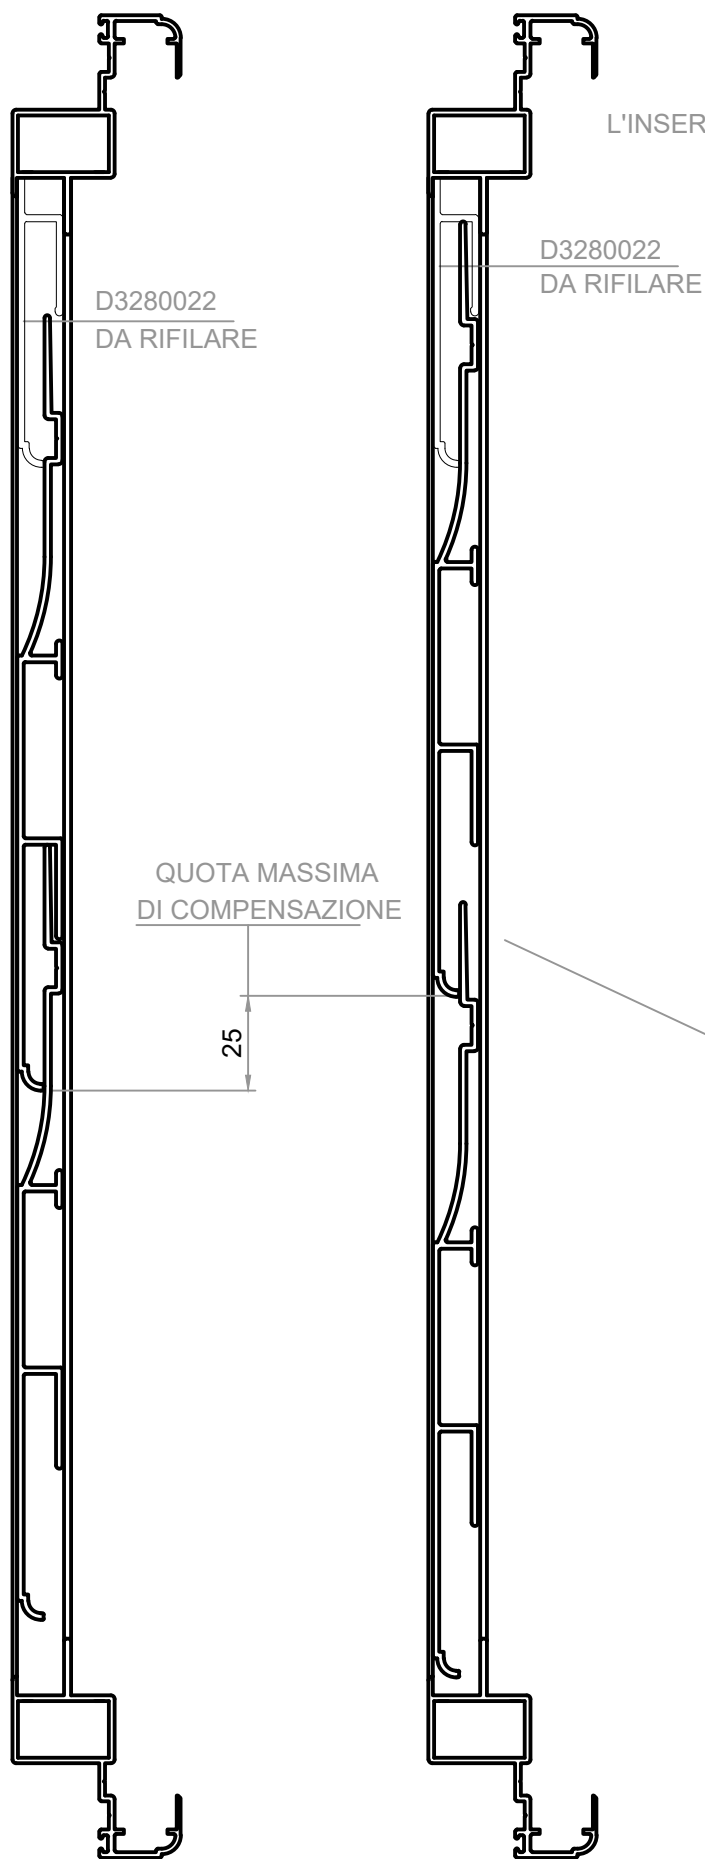 L'INSER
D3280022
DA RIFILARE
D3280022
DA RIFILARE
QUOTA MASSIMA
DI COMPENSAZIONE
25